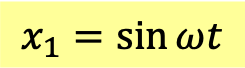 x₁ = sin ωt